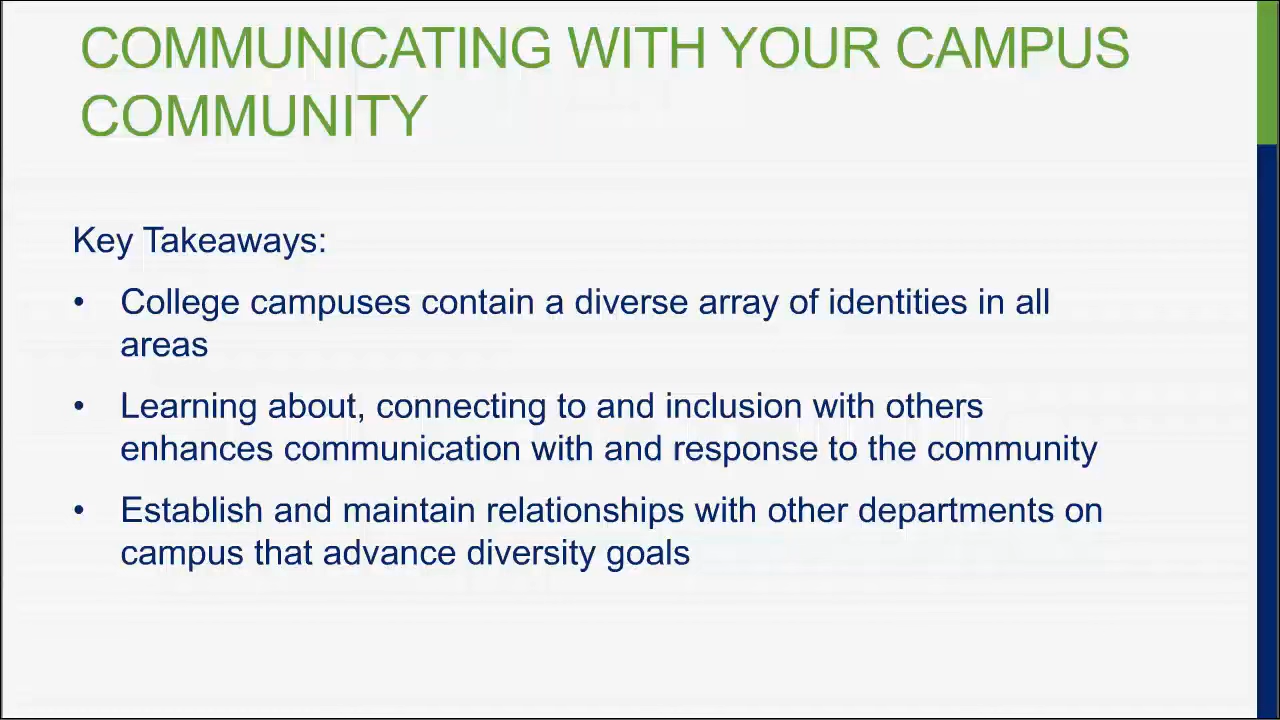 COMMUNICATING WITH YOUR CAMPUS
COMMUNITY
Key Takeaways:
• College campuses contain a diverse array of identities in all
areas
• Learning about, connecting to and inclusion with others
enhances communication with and response to the community
• Establish and maintain relationships with other departments on
campus that advance diversity goals